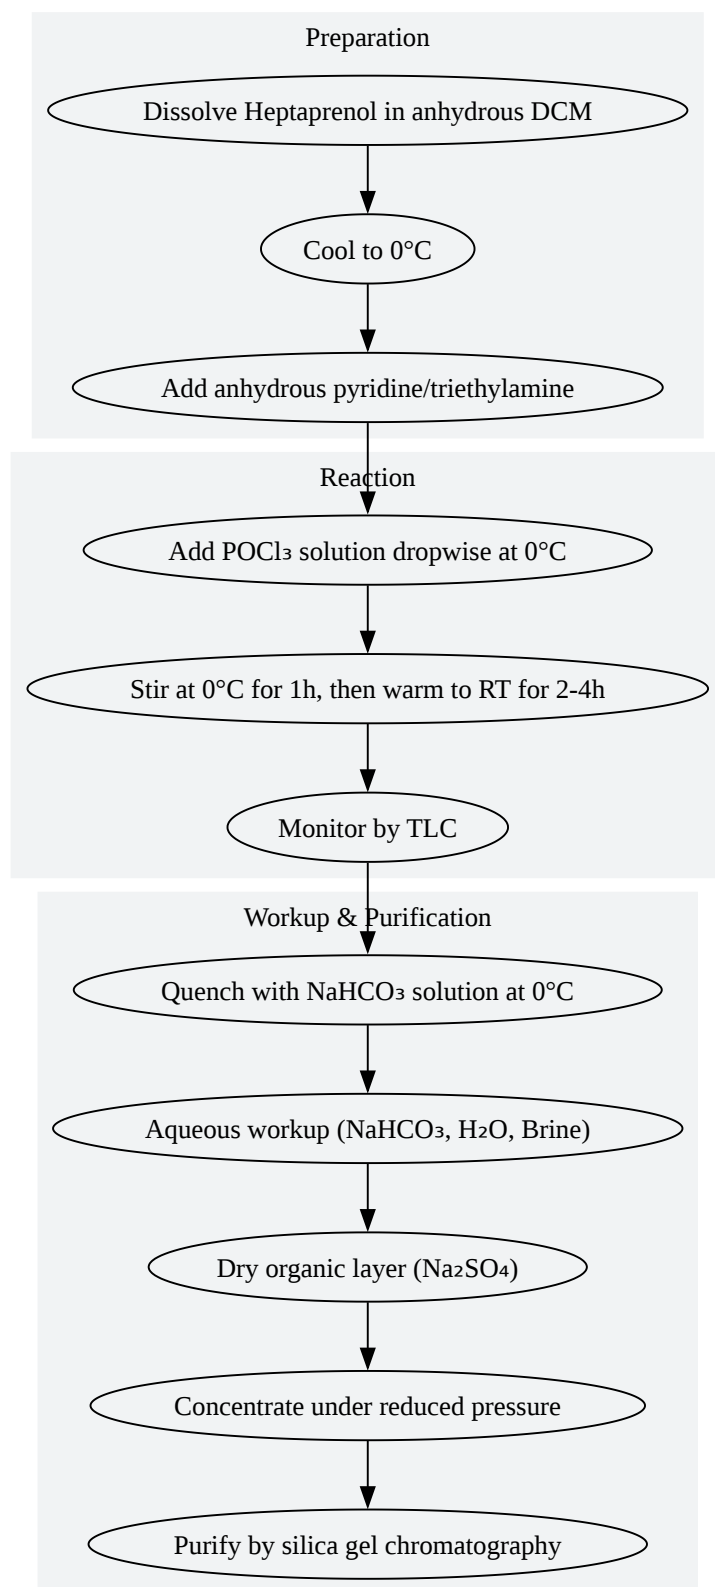 Preparation
Dissolve Heptaprenol in anhydrous DCM
Cool to 0°C
Add anhydrous pyridine/triethylamine
Reaction
Add POCl₃ solution dropwise at 0°C
Stir at 0°C for 1h, then warm to RT for 2-4h
Monitor by TLC
Workup & Purification
Quench with NaHCO₃ solution at 0°C
Aqueous workup (NaHCO₃, H₂O, Brine)
Dry organic layer (Na₂SO₄)
Concentrate under reduced pressure
Purify by silica gel chromatography